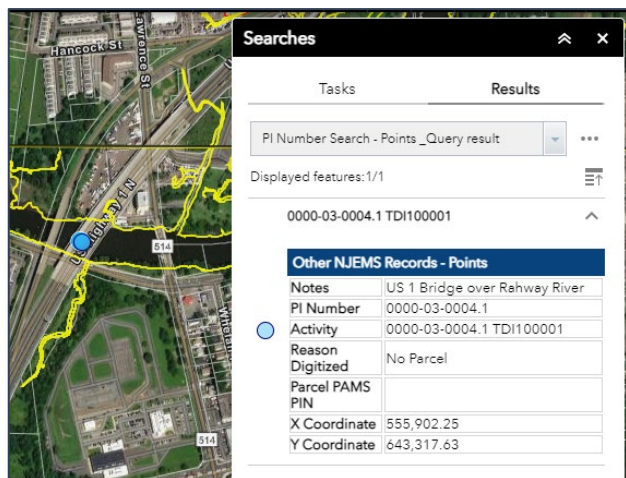 Hancock St
Lawrence St
US Highway 1 N
514
514
Searches
Tasks
Results
PI Number Search - Points _Query result
Displayed features:1/1
0000-03-0004.1 TDI100001
Other NJEMS Records - Points
Notes US 1 Bridge over Rahway River
PI Number 0000-03-0004.1
Activity 0000-03-0004.1 TDI100001
Reason
Digitized No Parcel
Parcel PAMS
PIN
X Coordinate 555,902.25
Y Coordinate 643,317.63